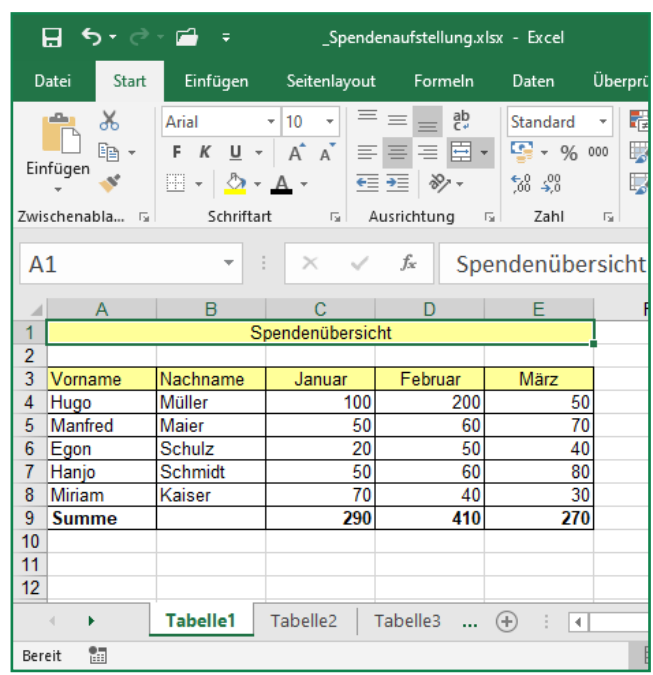 _Spendenaufstellung.xlsx - Excel
Datei Start Einfügen Seitenlayout Formeln Daten Überprü
Arial 10 ab c Standard
Einfügen F K U A A % 000
A ,00 ,0
Zwischenabla... Schriftart Ausrichtung Zahl
A1 fx Spendenübersicht
A B C D E F
1 Spendenübersicht
2
3 Vorname Nachname Januar Februar März
4 Hugo Müller 100 200 50
5 Manfred Maier 50 60 70
6 Egon Schulz 20 50 40
7 Hanjo Schmidt 50 60 80
8 Miriam Kaiser 70 40 30
9 Summe 290 410 270
10
11
12
Tabelle1 Tabelle2 Tabelle3 ...
Bereit